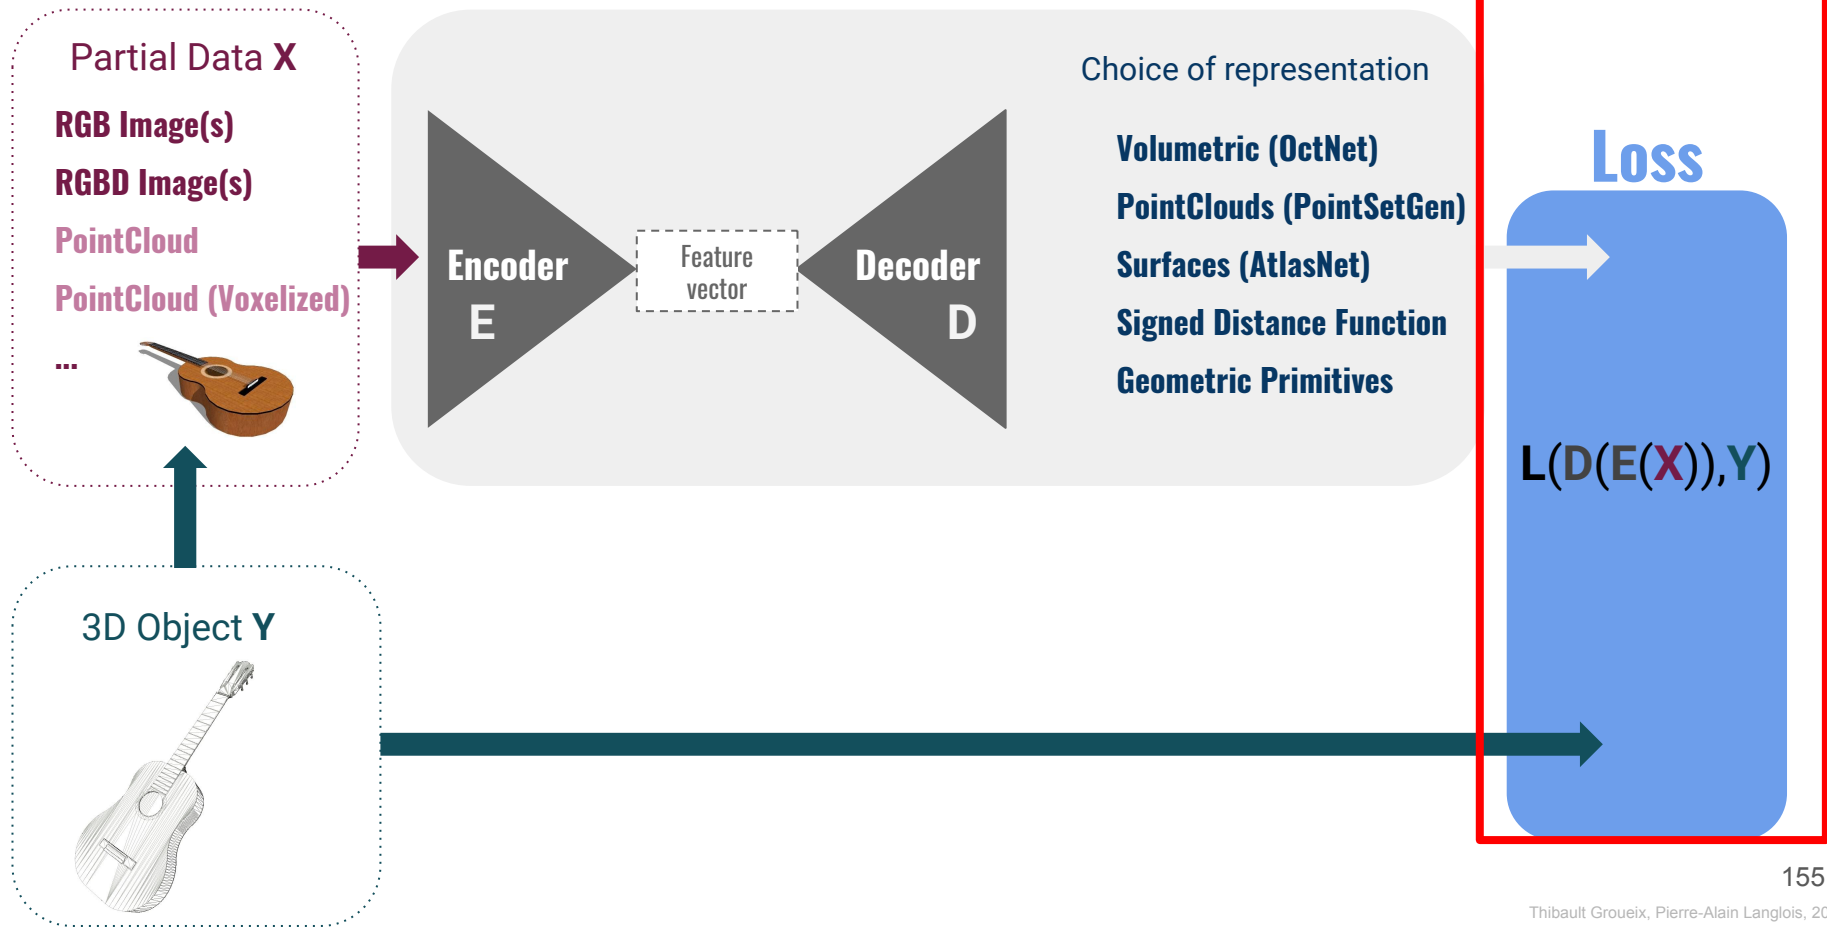 Partial Data X
RGB Image(s)
RGBD Image(s)
PointCloud
PointCloud (Voxelized)
...
Encoder
E
Feature
vector
Decoder
D
Choice of representation
Volumetric (OctNet)
PointClouds (PointSetGen)
Surfaces (AtlasNet)
Signed Distance Function
Geometric Primitives
Loss
L(D(E(X)),Y)
3D Object Y
155
Thibault Groueix, Pierre-Alain Langlois, 20